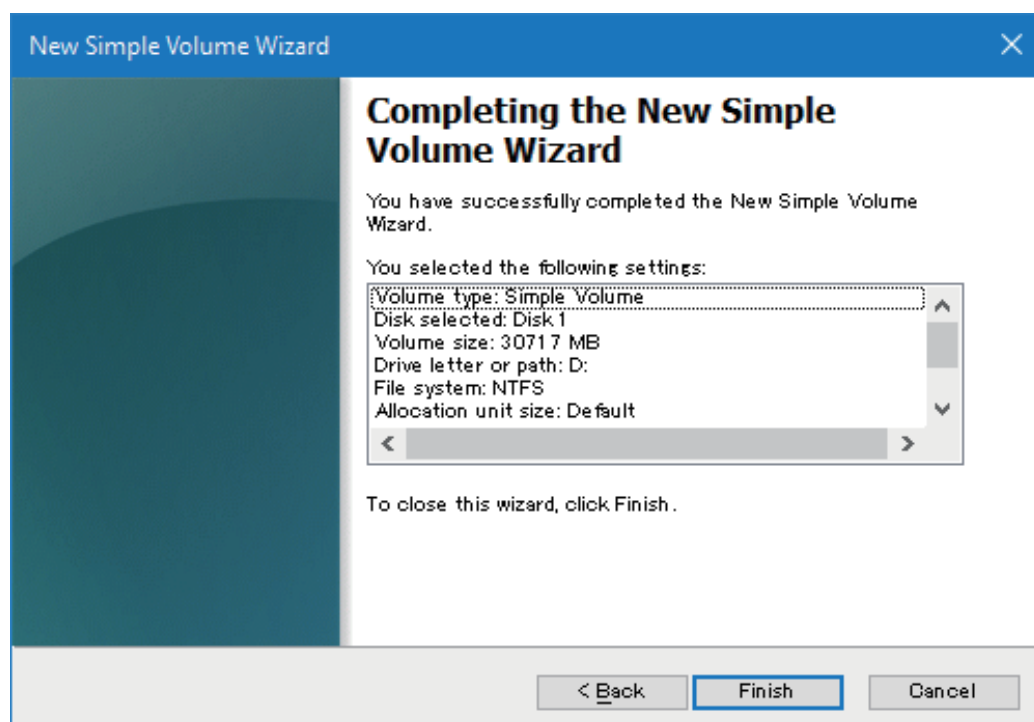 New Simple Volume Wizard
Completing the New Simple
Volume Wizard
You have successfully completed the New Simple Volume
Wizard.
You selected the following settings:
Volume type: Simple Volume
Disk selected: Disk 1
Volume size: 30717 MB
Drive letter or path: D:
File system: NTFS
Allocation unit size: Default
To close this wizard, click Finish.
< Back
Finish
Cancel